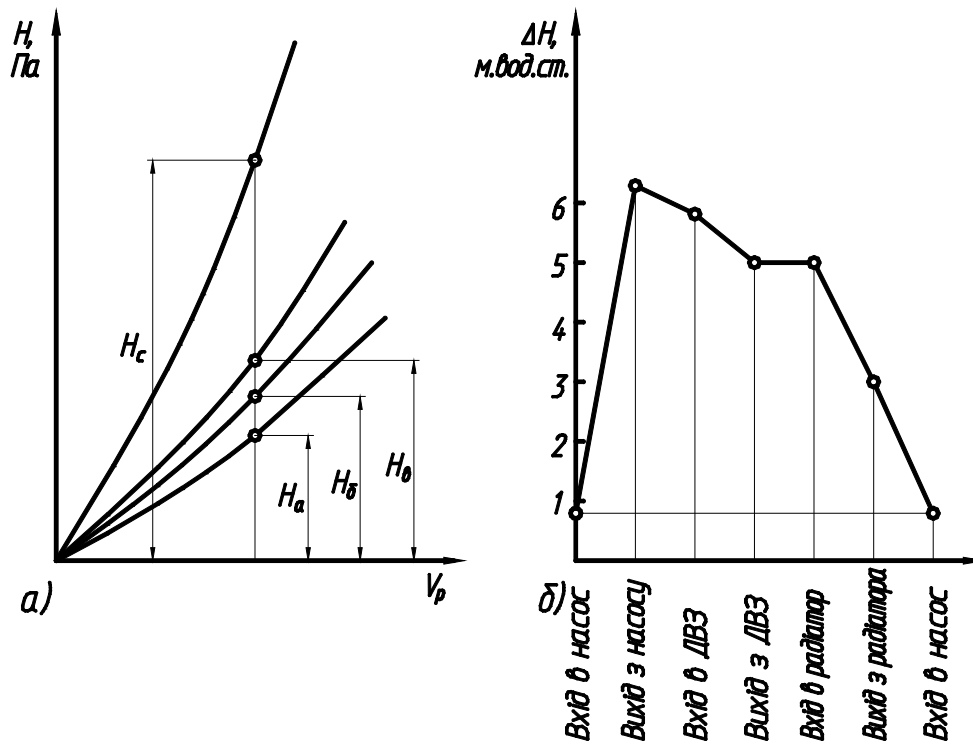 H,
Па
H_c
H_a
H_б
H_в
V_p
а)
ΔH,
м.вод.ст.
6
5
4
3
2
1
б)
Вхід в насос
Вихід з насосу
Вхід в ДВЗ
Вихід з ДВЗ
Вхід в радіатор
Вихід з радіатора
Вхід в насос